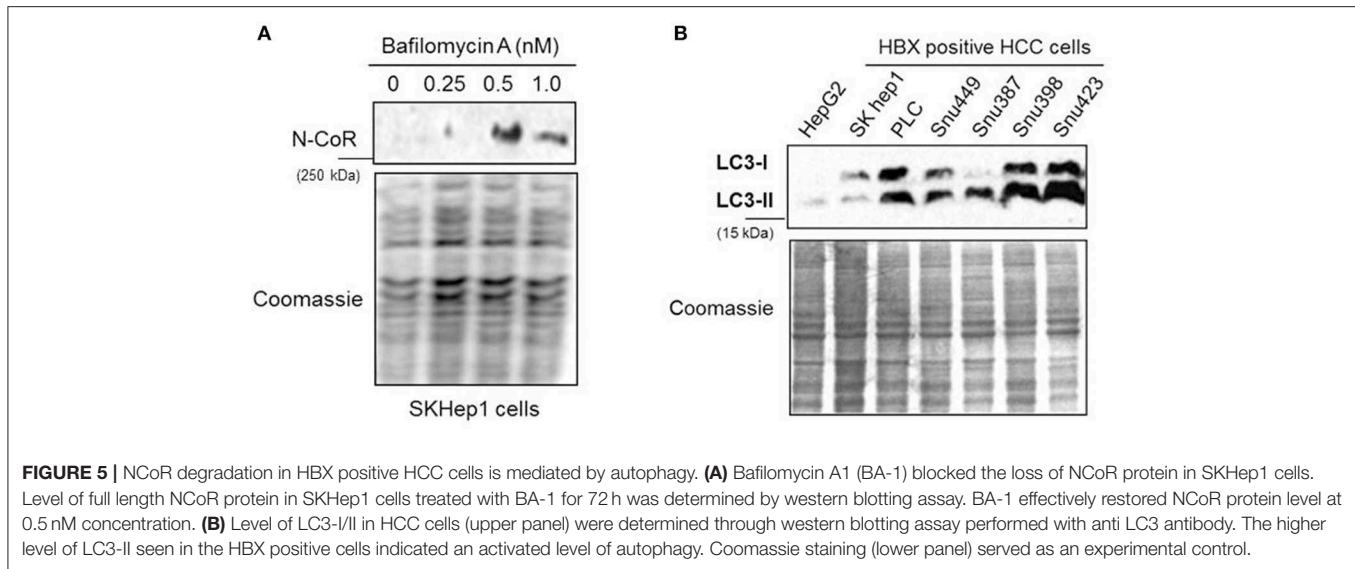 A
Bafilomycin A (nM)
0 0.25 0.5 1.0
N-CoR
(250 kDa)
Coomassie
SKHep1 cells
B
HBX positive HCC cells
HepG2 SK hep1 PLC Snu449 Snu387 Snu398 Snu423
LC3-I
LC3-II
(15 kDa)
Coomassie
FIGURE 5 | NCoR degradation in HBX positive HCC cells is mediated by autophagy. (A) Bafilomycin A1 (BA-1) blocked the loss of NCoR protein in SKHep1 cells.
Level of full length NCoR protein in SKHep1 cells treated with BA-1 for 72 h was determined by western blotting assay. BA-1 effectively restored NCoR protein level at
0.5 nM concentration. (B) Level of LC3-I/II in HCC cells (upper panel) were determined through western blotting assay performed with anti LC3 antibody. The higher
level of LC3-II seen in the HBX positive cells indicated an activated level of autophagy. Coomassie staining (lower panel) served as an experimental control.